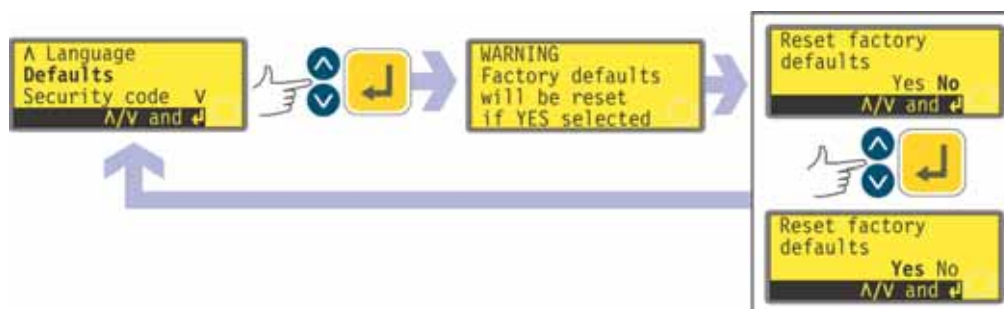 Λ Language
Defaults
Security code V
Λ/V and ↲
WARNING
Factory defaults
will be reset
if YES selected
Reset factory
defaults
Yes No
Λ/V and ↲
Reset factory
defaults
Yes No
Λ/V and ↲